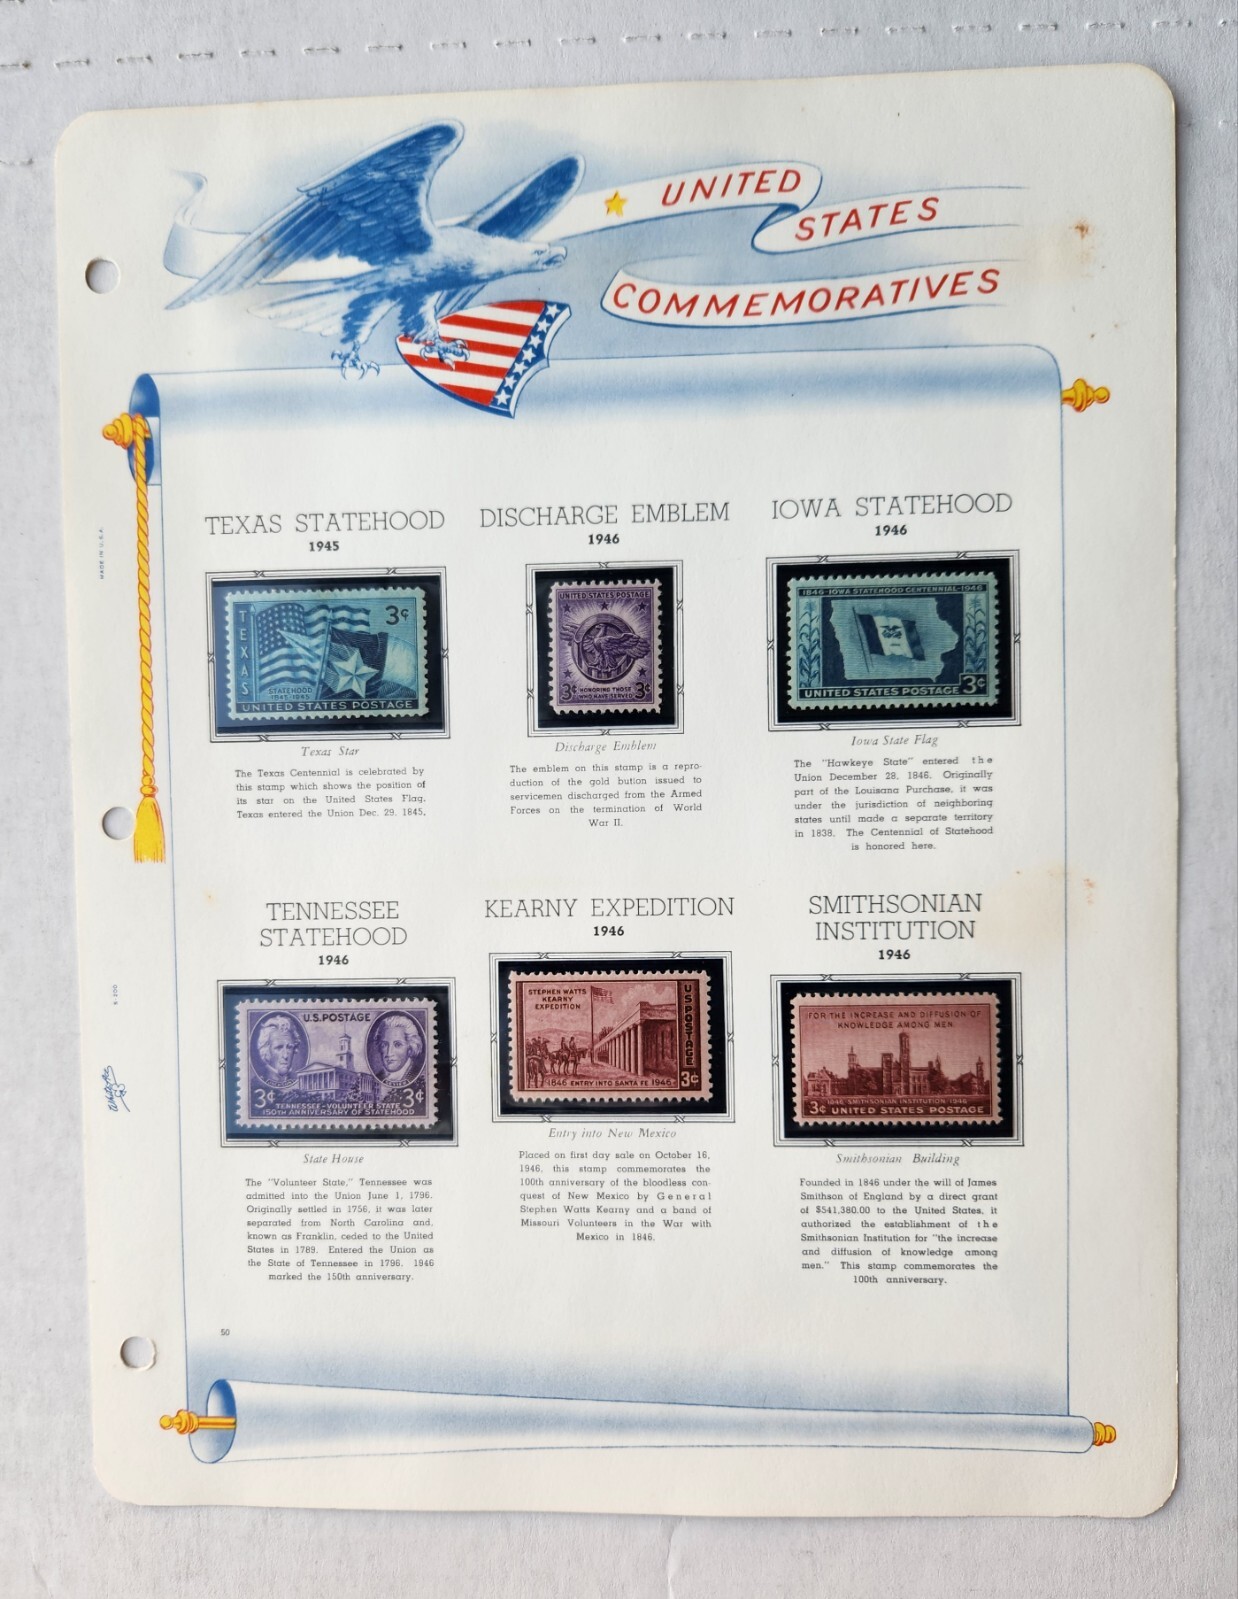 UNITED
STATES
COMMEMORATIVES
TEXAS STATEHOOD
1945
TEXAS
3¢
STATEHOOD
1845·1945
UNITED STATES POSTAGE
Texas Star
The Texas Centennial is celebrated by
this stamp which shows the position of
its star on the United States Flag.
Texas entered the Union Dec. 29, 1845.
DISCHARGE EMBLEM
1946
UNITED STATES POSTAGE
3¢ HONORING THOSE 3¢
WHO HAVE SERVED
Discharge Emblem
The emblem on this stamp is a repro-
duction of the gold button issued to
servicemen discharged from the Armed
Forces on the termination of World
War II.
IOWA STATEHOOD
1946
1846·IOWA STATEHOOD CENTENNIAL·1946
UNITED STATES POSTAGE 3¢
Iowa State Flag
The "Hawkeye State" entered the
Union December 28, 1846. Originally
part of the Louisana Purchase, it was
under the jurisdiction of neighboring
states until made a separate territory
in 1838. The Centennial of Statehood
is honored here.
TENNESSEE
STATEHOOD
1946
U.S. POSTAGE
3¢ 3¢
TENNESSEE-VOLUNTEER STATE
150TH ANNIVERSARY OF STATEHOOD
State House
The "Volunteer State," Tennessee was
admitted into the Union June 1, 1796.
Originally settled in 1756, it was later
separated from North Carolina and,
known as Franklin, ceded to the United
States in 1789. Entered the Union as
the State of Tennessee in 1796. 1946
marked the 150th anniversary.
KEARNY EXPEDITION
1946
STEPHEN WATTS
KEARNY
EXPEDITION
U S POSTAGE
3¢
1846 ENTRY INTO SANTA FE 1946
Entry into New Mexico
Placed on first day sale on October 16,
1946, this stamp commemorates the
100th anniversary of the bloodless con-
quest of New Mexico by General
Stephen Watts Kearny and a band of
Missouri Volunteers in the War with
Mexico in 1846.
SMITHSONIAN
INSTITUTION
1946
FOR THE INCREASE AND DIFFUSION OF
KNOWLEDGE AMONG MEN
1846 SMITHSONIAN INSTITUTION 1946
3¢ UNITED STATES POSTAGE
Smithsonian Building
Founded in 1846 under the will of James
Smithson of England by a direct grant
of $541,380.00 to the United States, it
authorized the establishment of the
Smithsonian Institution for "the increase
and diffusion of knowledge among
men." This stamp commemorates the
100th anniversary.
50
MADE IN U.S.A.